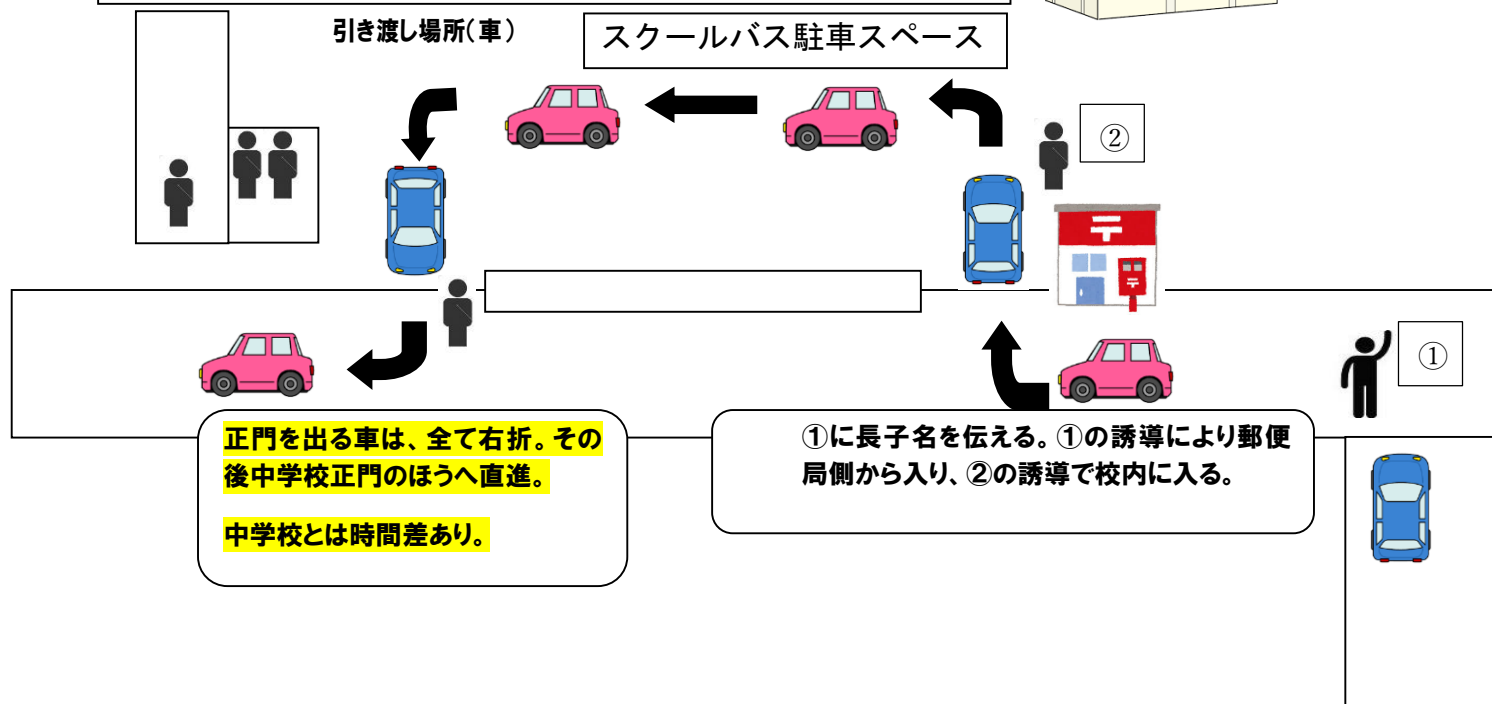 引き渡し場所（車）
スクールバス駐車スペース
②
①
正門を出る車は、全て右折。その
後中学校正門のほうへ直進。
中学校とは時間差あり。
①に長子名を伝える。①の誘導により郵便
局側から入り、②の誘導で校内に入る。